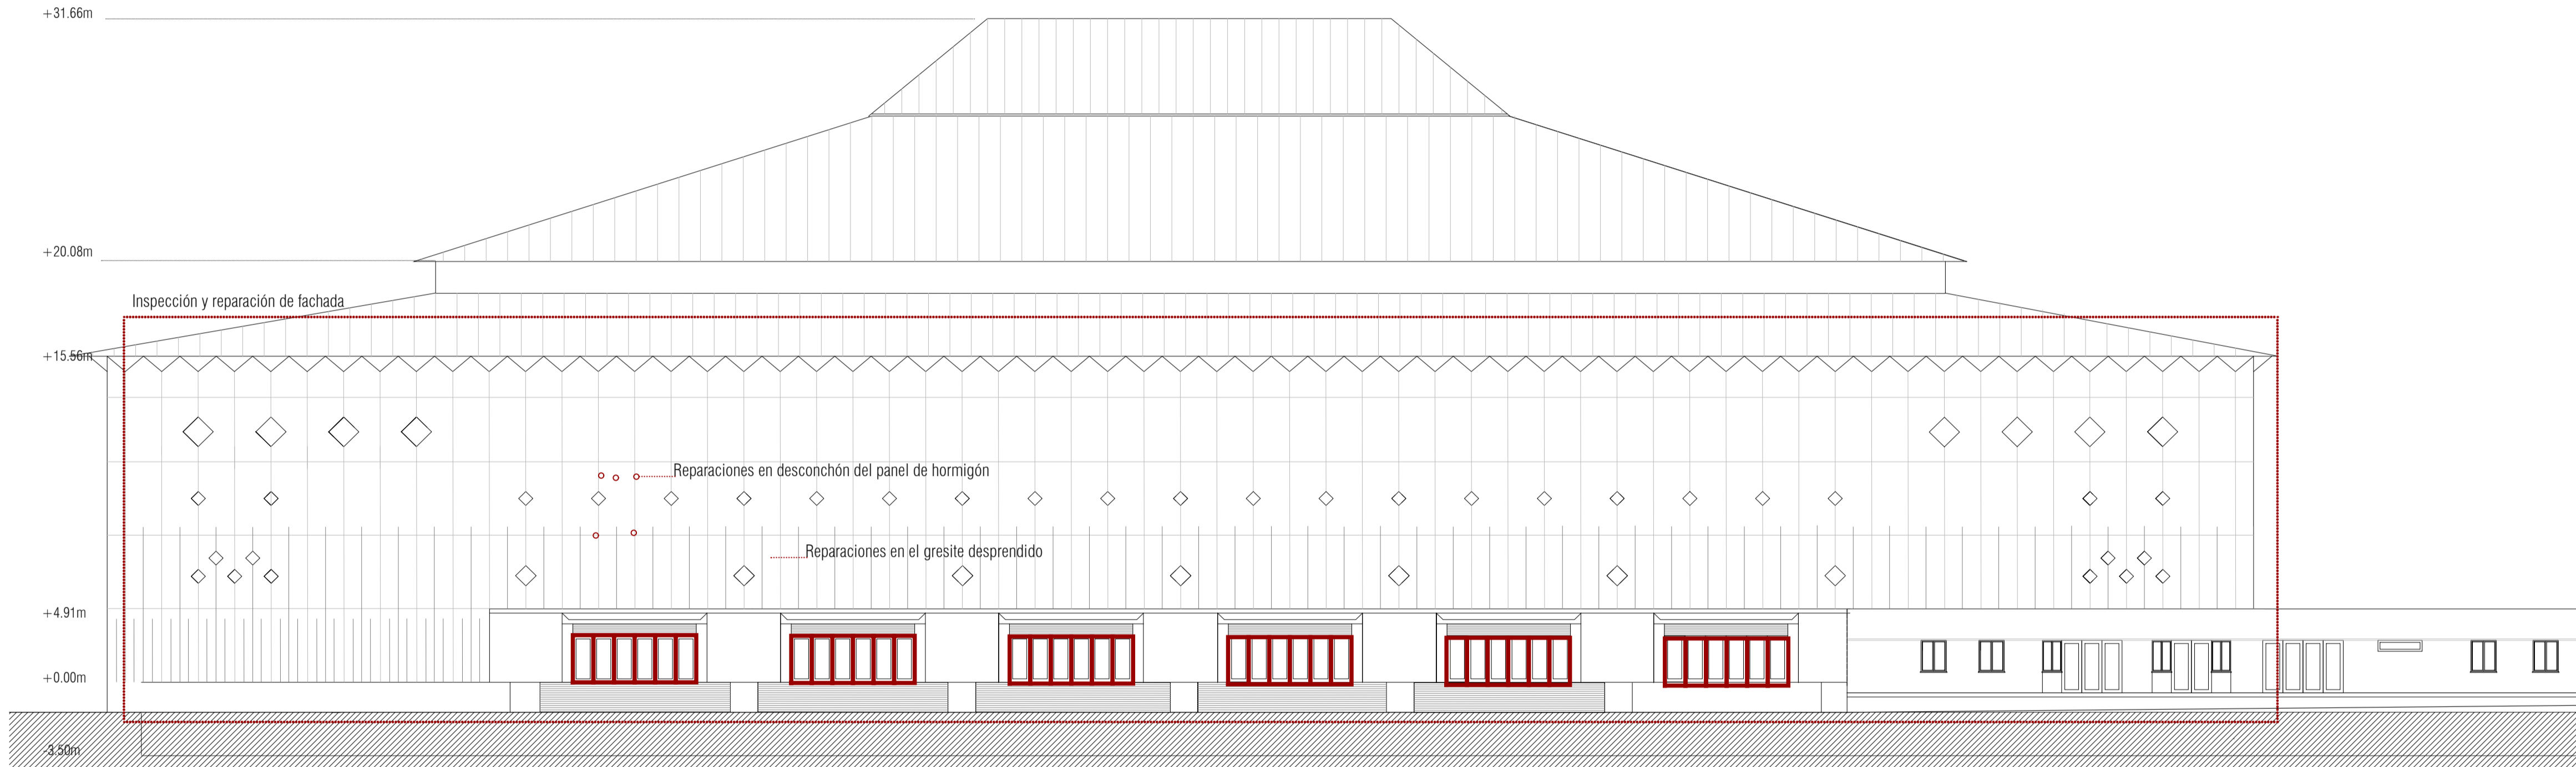 +31.66m
+20.08m
Inspección y reparación de fachada
+15.56m
Reparaciones en desconchón del panel de hormigón
Reparaciones en el gresite desprendido
+4.91m
+0.00m
-3.50m